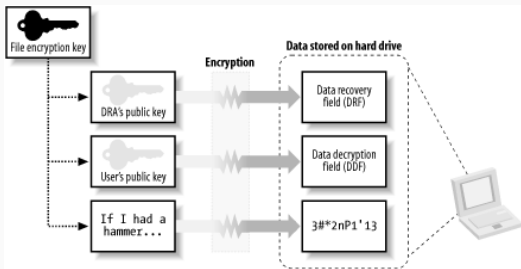 File encryption key
Encryption
Data stored on hard drive
DRA's public key
Data recovery
field (DRF)
User's public key
Data decryption
field (DDF)
If I had a
hammer...
3#*2nP1'13